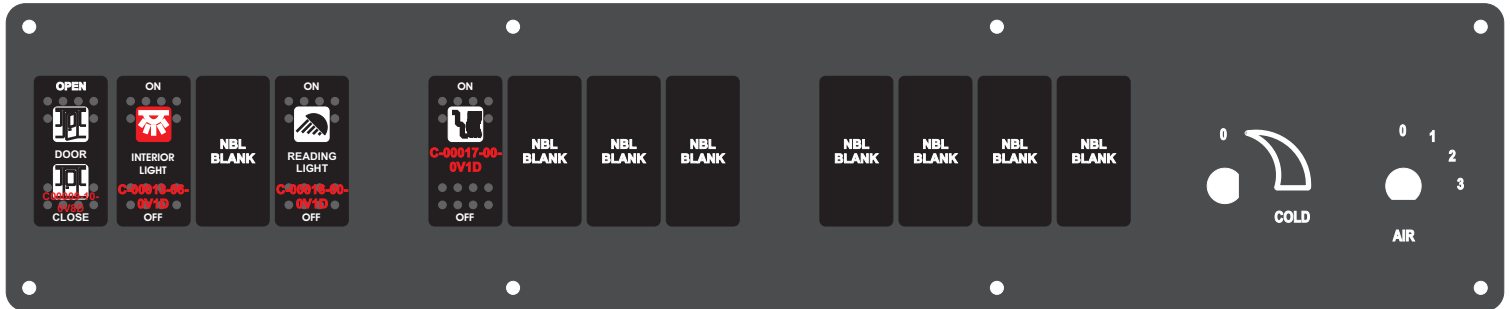 OPEN
DOOR
CLOSE
ON
INTERIOR
LIGHT
OFF
NBL
BLANK
ON
READING
LIGHT
OFF
ON
C-00017-00-
0V1D
OFF
NBL
BLANK
NBL
BLANK
NBL
BLANK
NBL
BLANK
NBL
BLANK
NBL
BLANK
NBL
BLANK
0
COLD
0
1
2
3
AIR